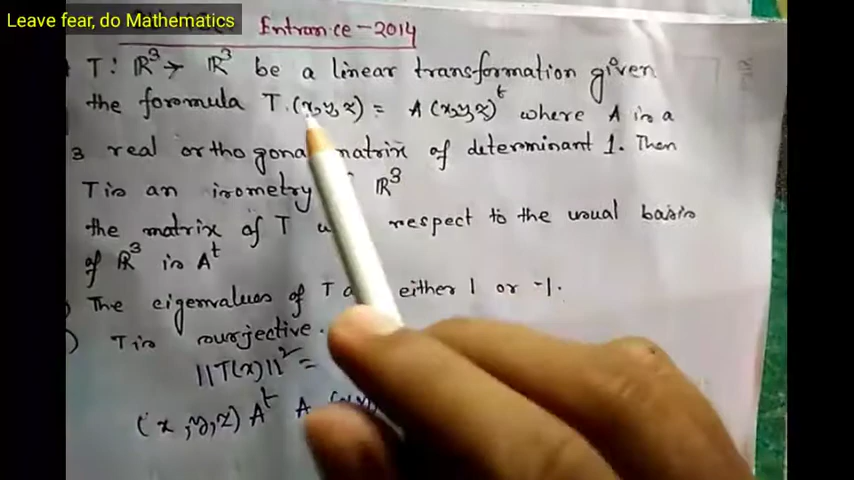 Leave fear, do Mathematics
Entrance-2014
T: ℝ³→ ℝ³ be a linear transformation given
the formula T.(x,y,z) = A (x,y,z)ᵗ where A is a
3 real orthogonal matrix of determinant 1. Then
T is an isometry ℝ³
the matrix of T respect to the usual basis
of ℝ³ is Aᵗ
The eigenvalues of T either 1 or -1.
) T is surjective.
||T(x)||² =
(x,y,z) Aᵗ A